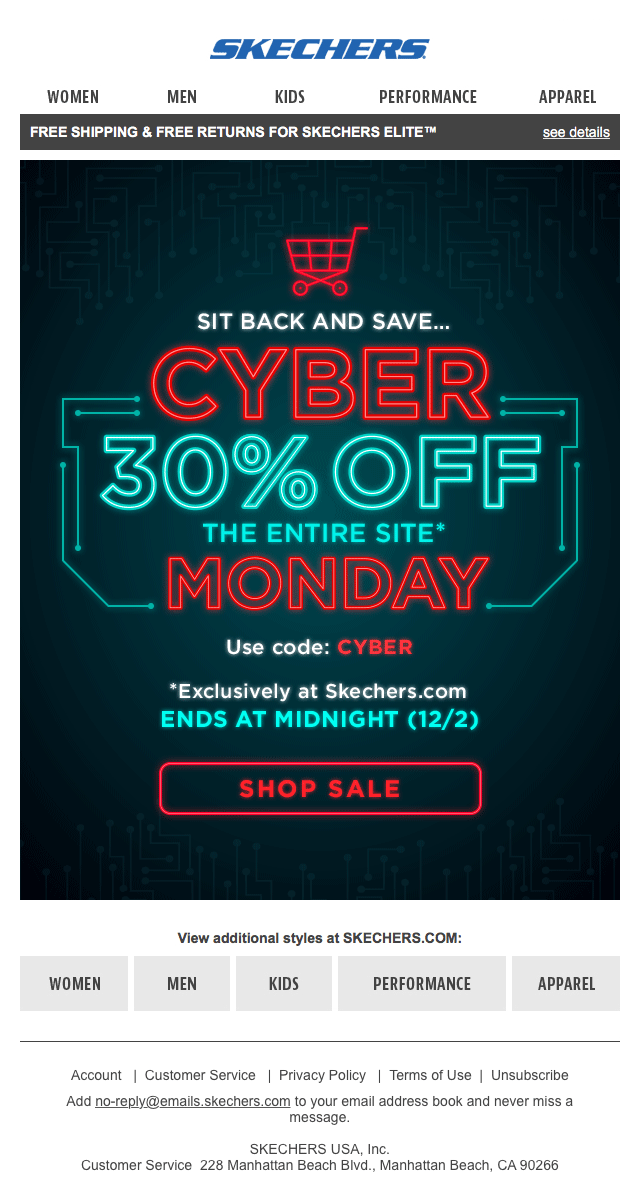 SKECHERS
WOMEN MEN KIDS PERFORMANCE APPAREL
FREE SHIPPING & FREE RETURNS FOR SKECHERS ELITE™ see details
SIT BACK AND SAVE...
CYBER
30% OFF
THE ENTIRE SITE*
MONDAY
Use code: CYBER
*Exclusively at Skechers.com
ENDS AT MIDNIGHT (12/2)
SHOP SALE
View additional styles at SKECHERS.COM:
WOMEN MEN KIDS PERFORMANCE APPAREL
Account | Customer Service | Privacy Policy | Terms of Use | Unsubscribe
Add no-reply@emails.skechers.com to your email address book and never miss a
message.
SKECHERS USA, Inc.
Customer Service 228 Manhattan Beach Blvd., Manhattan Beach, CA 90266